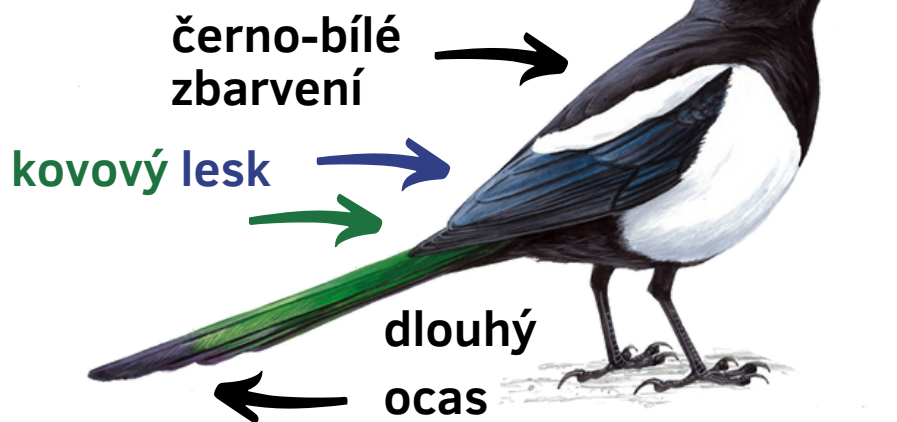 černo-bílé
zbarvení
kovový lesk
dlouhý
ocas